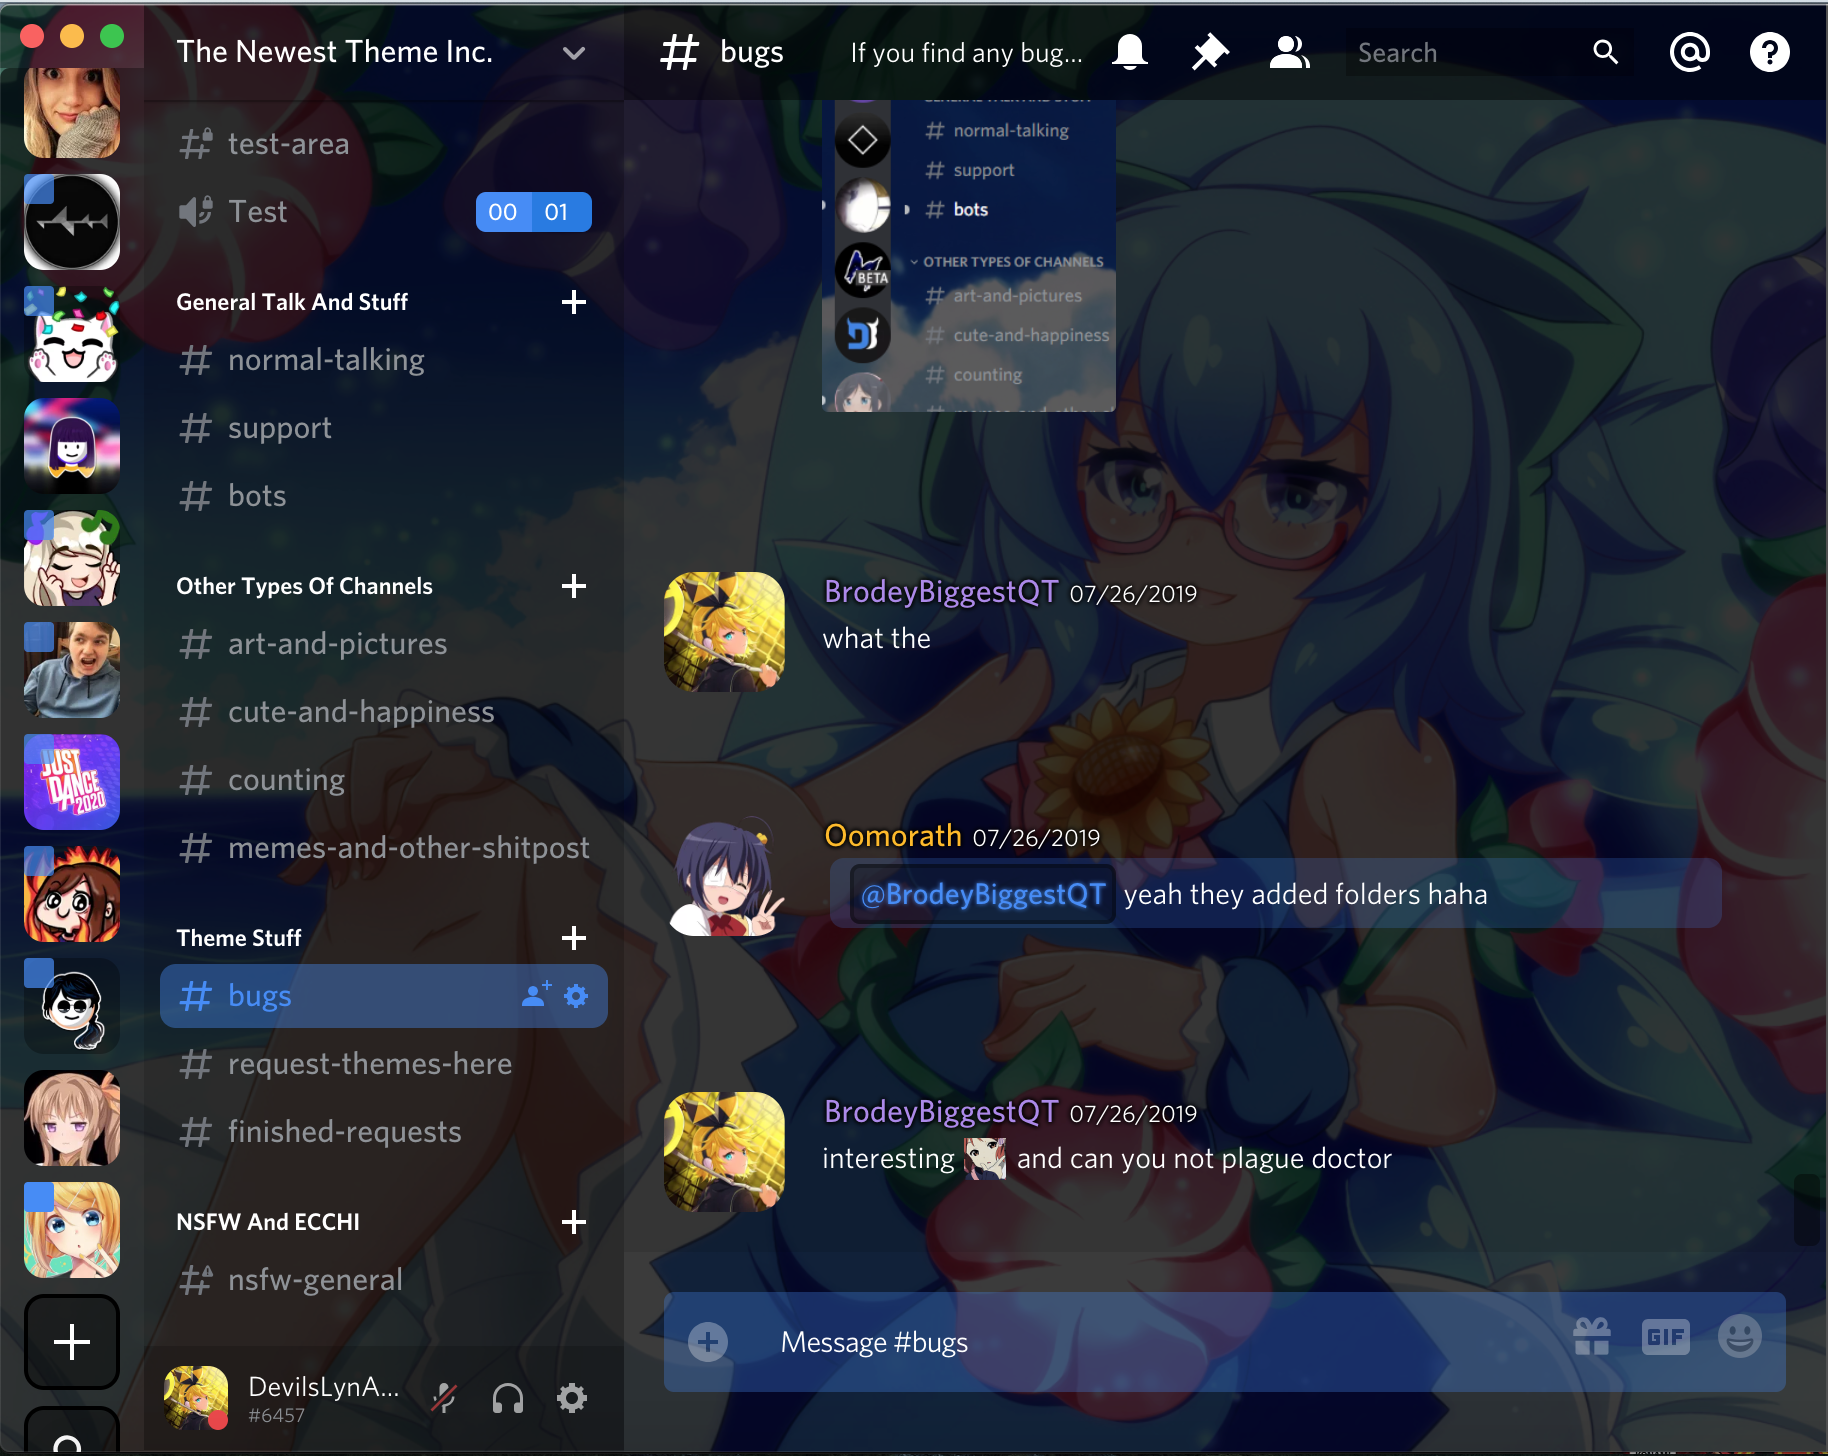 The Newest Theme Inc.
test-area
Test
00 01
General Talk And Stuff
normal-talking
support
bots
Other Types Of Channels
art-and-pictures
cute-and-happiness
counting
memes-and-other-shitpost
Theme Stuff
bugs
request-themes-here
finished-requests
NSFW And ECCHI
nsfw-general
JUST
DANCE
2020
DevilsLynA...
#6457
# bugs
If you find any bug...
Search
normal-talking
support
bots
BETA
OTHER TYPES OF CHANNELS
art-and-pictures
cute-and-happiness
counting
BrodeyBiggestQT 07/26/2019
what the
Oomorath 07/26/2019
@BrodeyBiggestQT yeah they added folders haha
BrodeyBiggestQT 07/26/2019
interesting and can you not plague doctor
Message #bugs
GIF